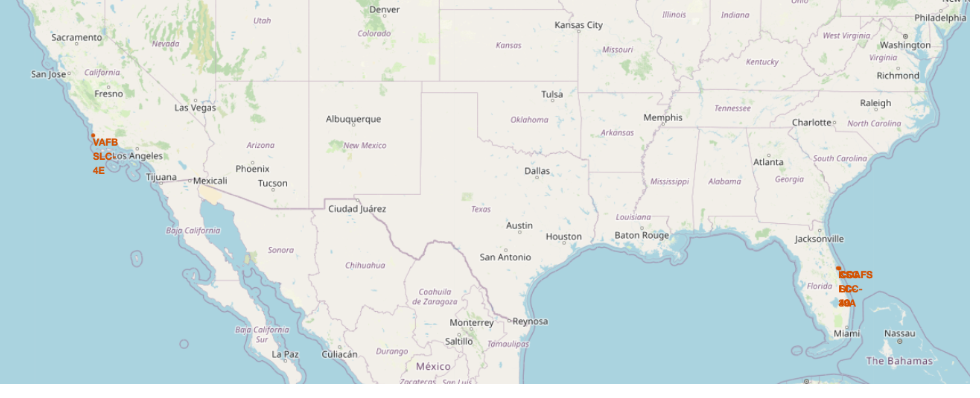 Denver
Utah
Colorado
Kansas City
Kansas
Missouri
Illinois
Indiana
Ohio
Philadelphia
West Virginia
Washington
Virginia
Kentucky
Richmond
Sacramento
Nevada
San Jose
California
Fresno
Las Vegas
Tulsa
Albuquerque
Oklahoma
Memphis
Tennessee
Raleigh
Charlotte
North Carolina
Arkansas
VAFB
SLC-
4E
Los Angeles
Arizona
New Mexico
Phoenix
Tucson
Tijuana
Mexicali
Dallas
Mississippi
Alabama
Atlanta
Georgia
South Carolina
Ciudad Juárez
Texas
Louisiana
Baja California
Austin
Houston
Baton Rouge
Jacksonville
Sonora
Chihuahua
San Antonio
Florida
Coahuila
de Zaragoza
Monterrey
Reynosa
Miami
Nassau
Baja California
Sur
Saltillo
Tamaulipas
La Paz
Culiacán
Durango
México
The Bahamas
Zacatecas
San Luis